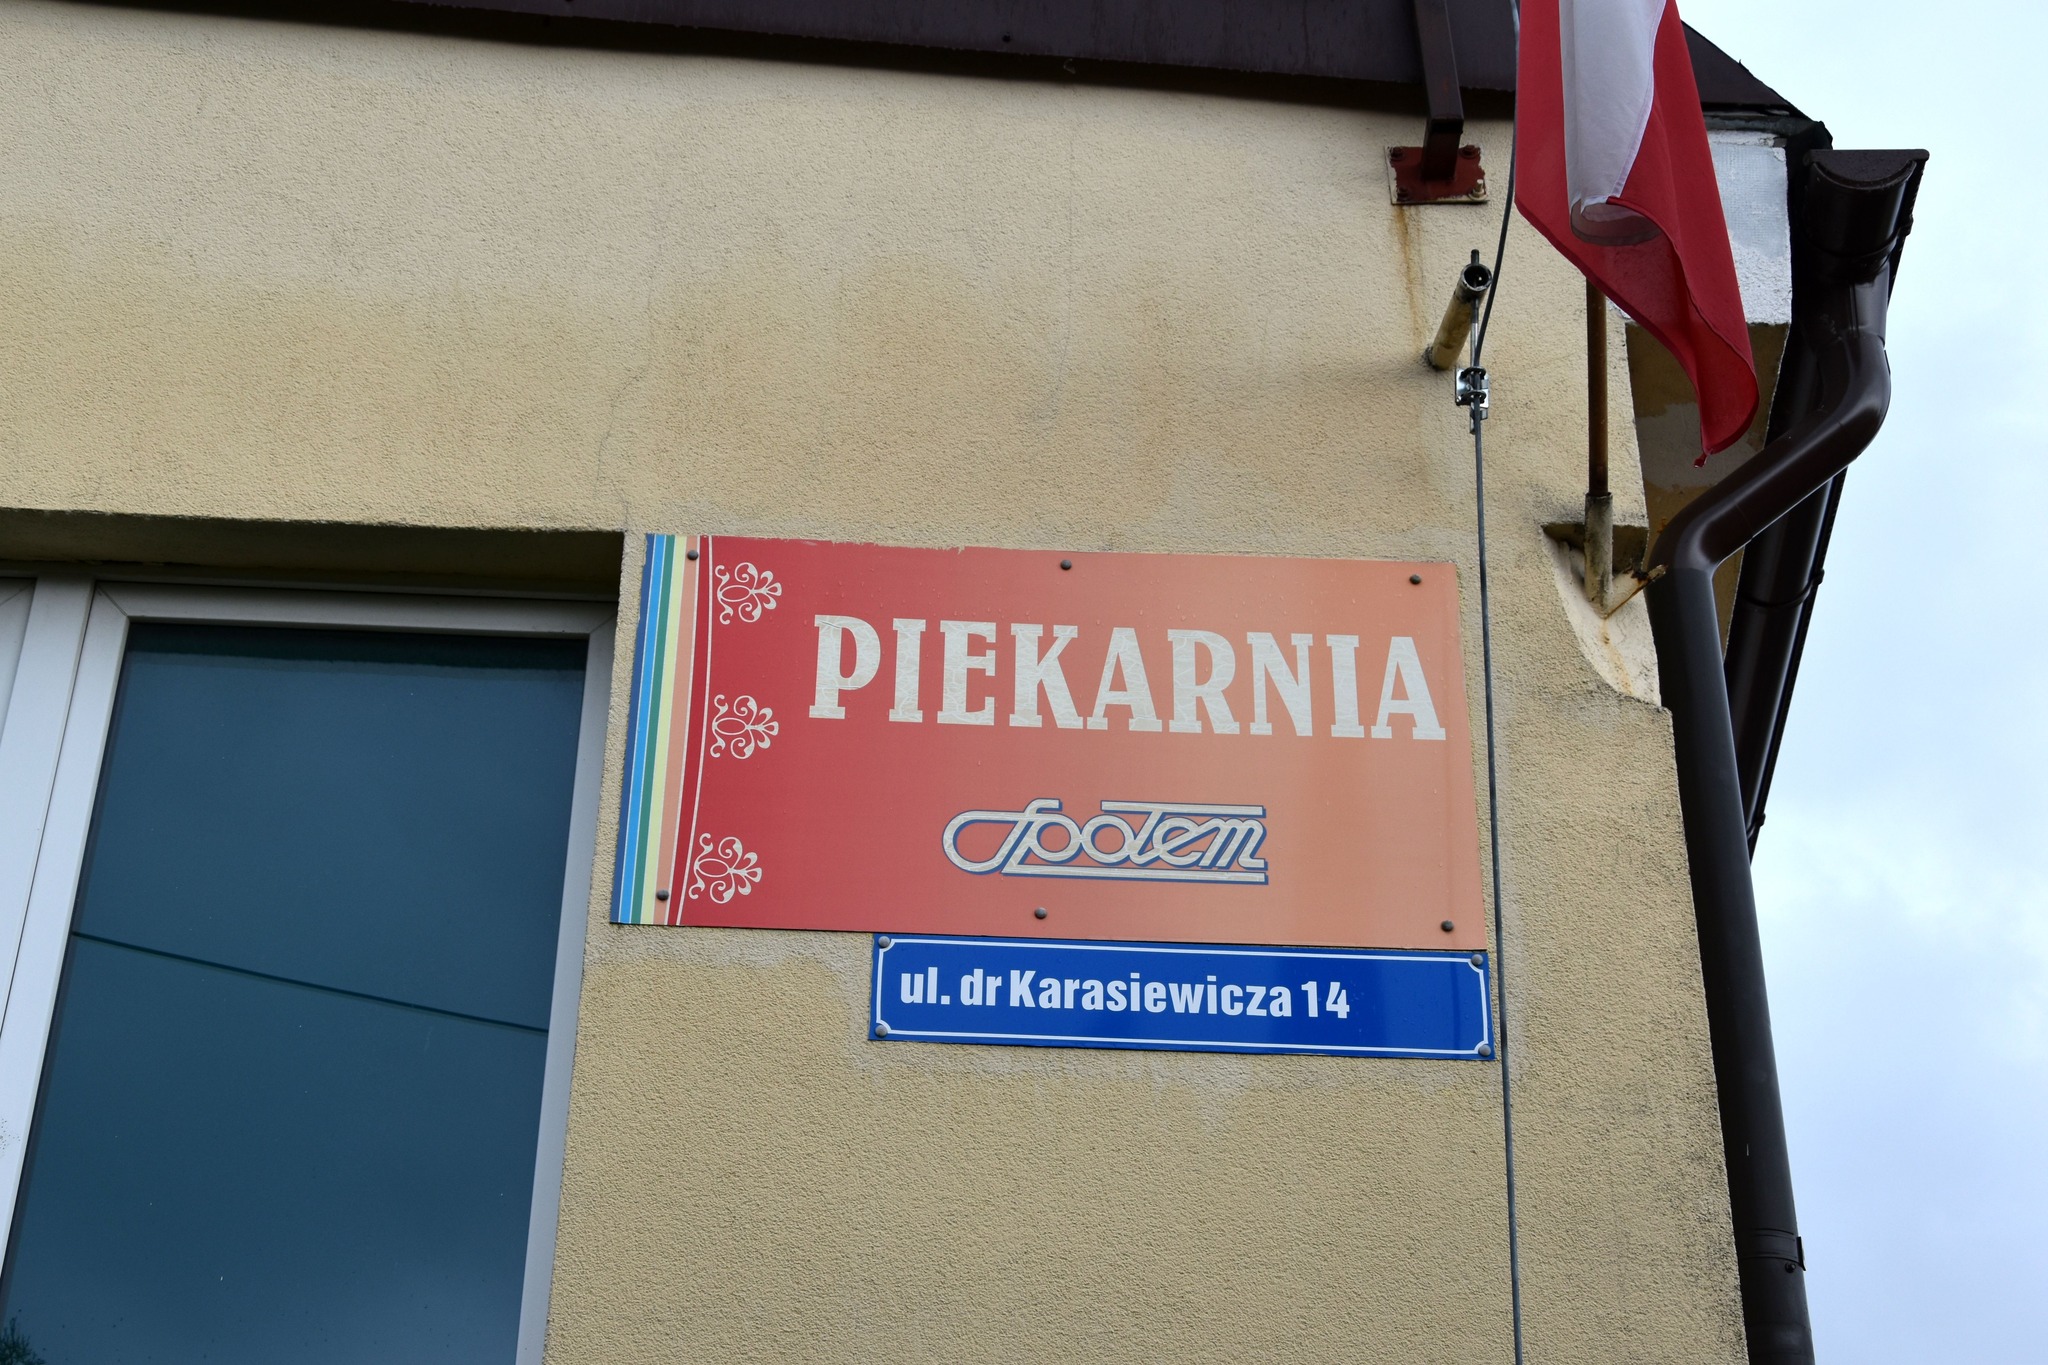 PIEKARNIA
Społem
ul. dr Karasiewicza 14